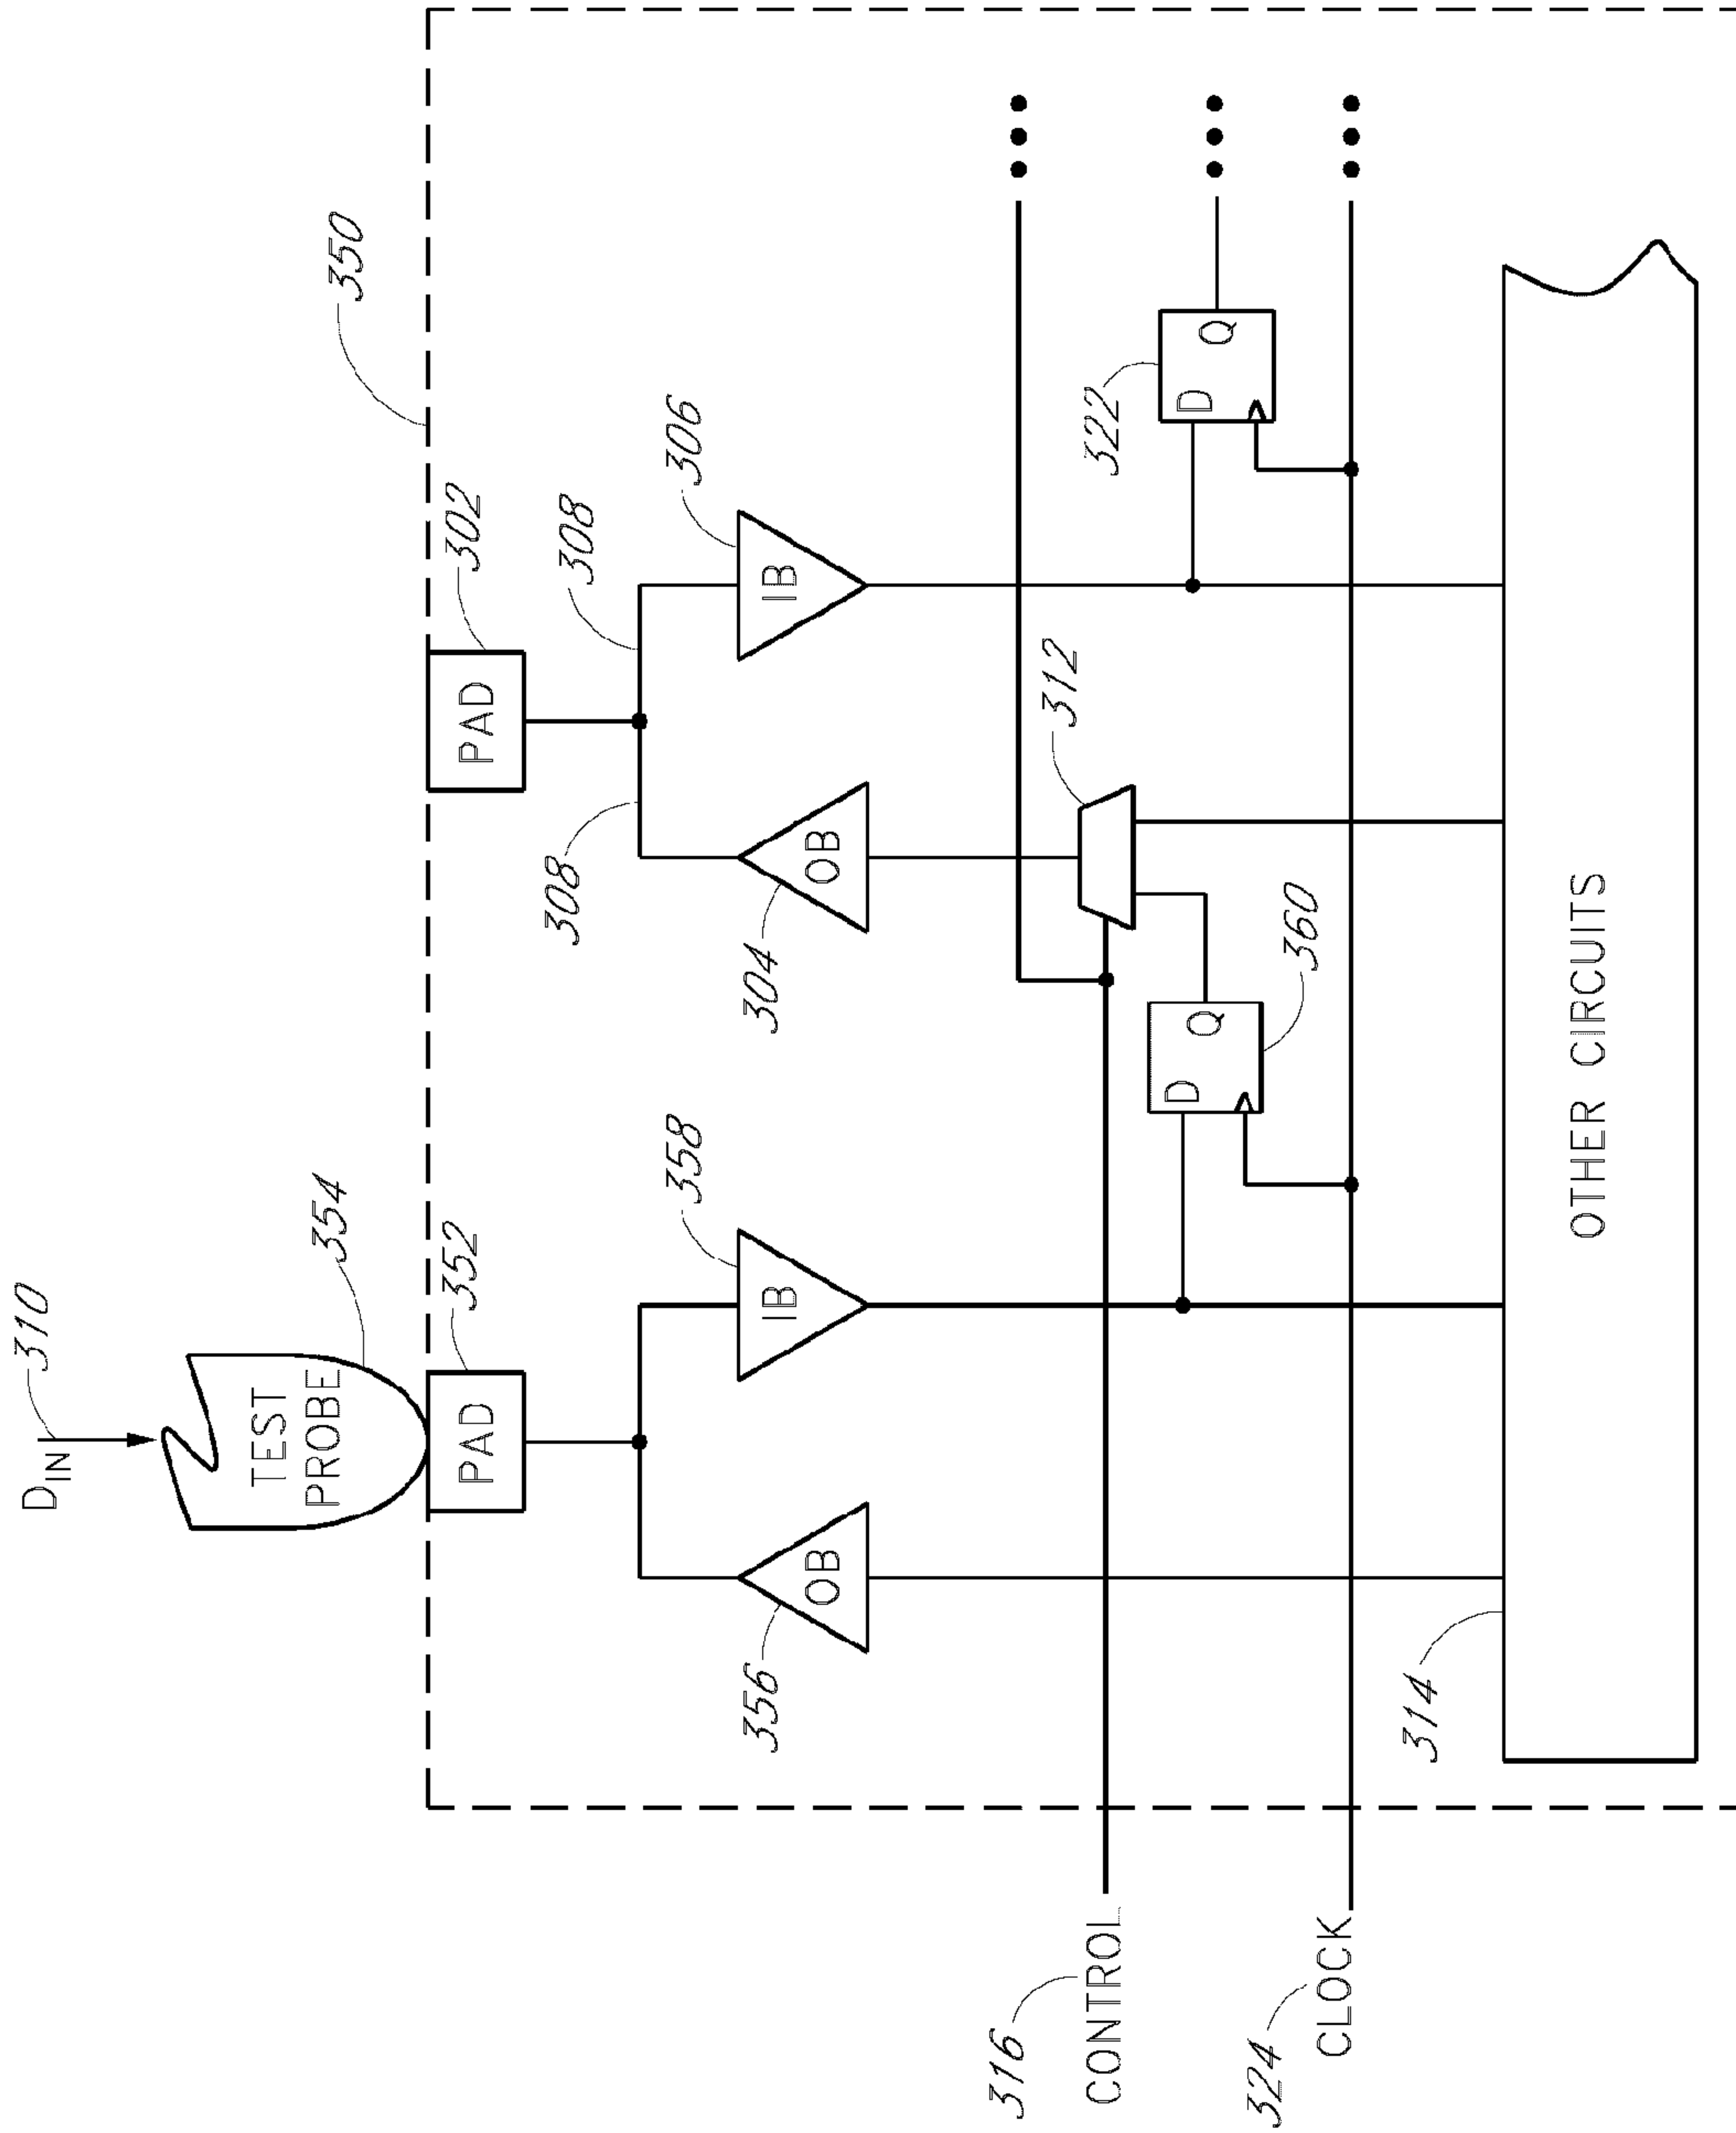 D_IN
310
TEST
PROBE
354
350
PAD
352
PAD
302
308
308
OB
356
IB
358
OB
304
IB
306
316
CONTROL
312
D Q
360
D Q
322
324
CLOCK
314
OTHER CIRCUITS